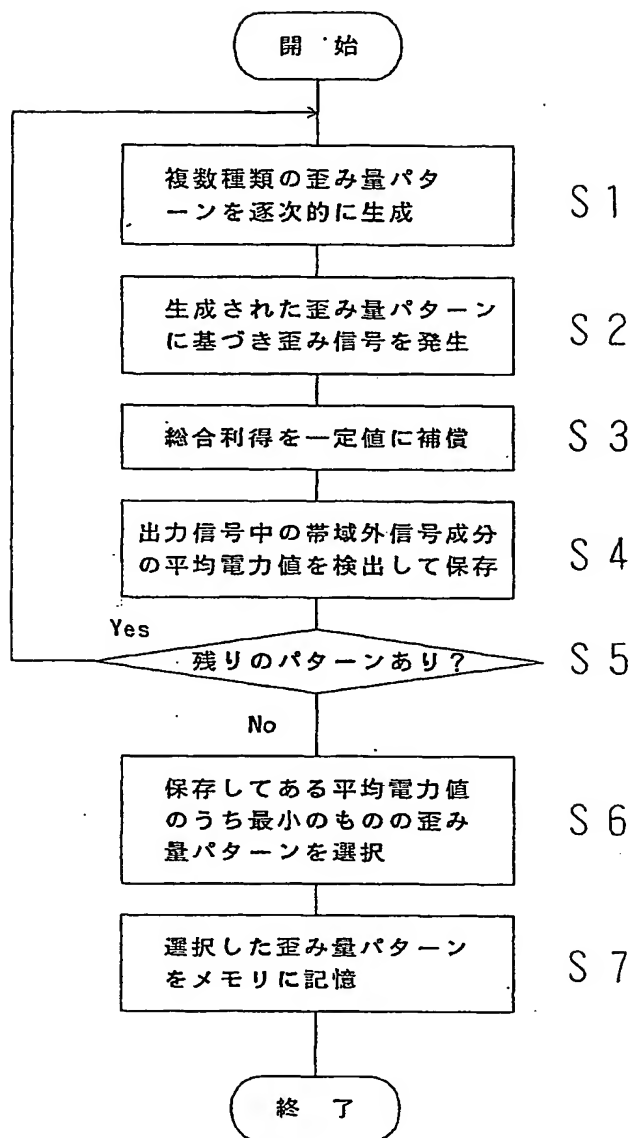 開 始
複数種類の歪み量パタ
ーンを逐次的に生成
S 1
生成された歪み量パターン
に基づき歪み信号を発生
S 2
総合利得を一定値に補償
S 3
出力信号中の帯域外信号成分
の平均電力値を検出して保存
S 4
Yes
残りのパターンあり?
S 5
No
保存してある平均電力値
のうち最小のものの歪み
量パターンを選択
S 6
選択した歪み量パターン
をメモリに記憶
S 7
終 了